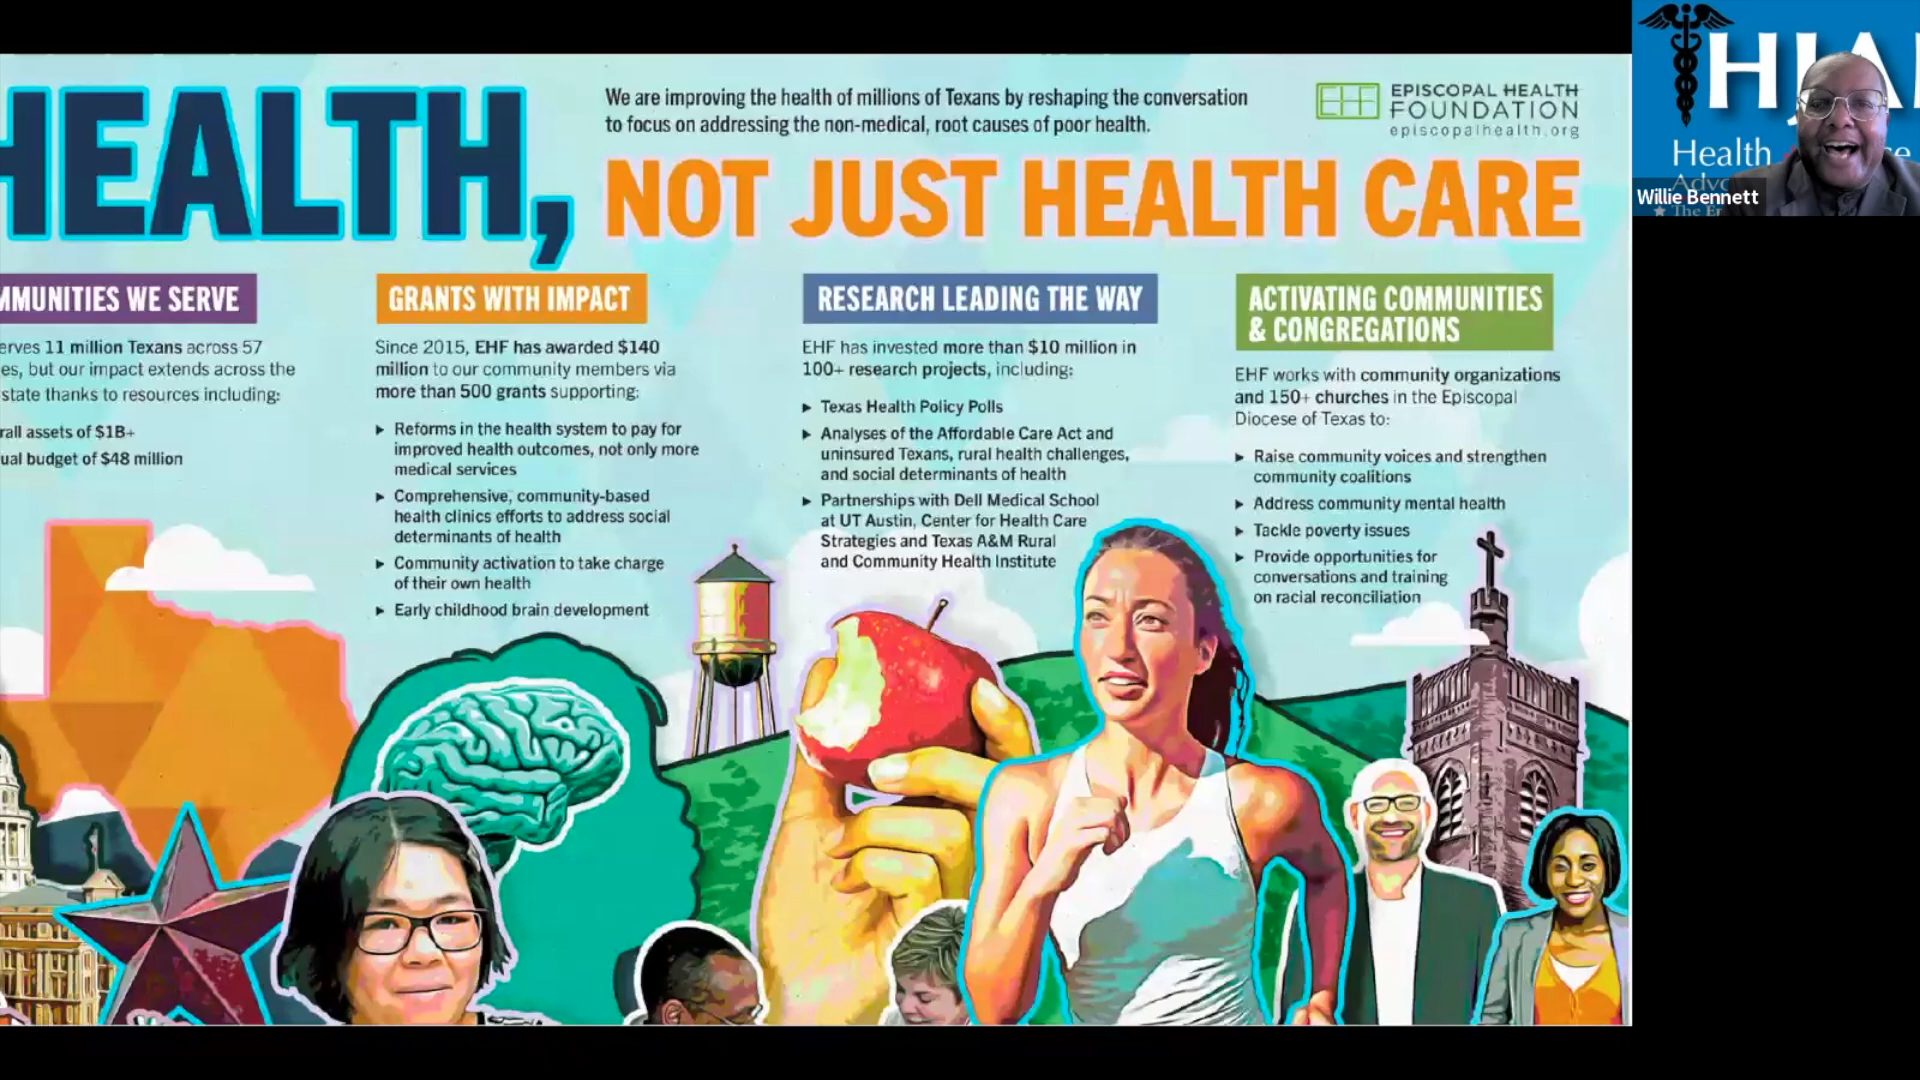 HEALTH,
We are improving the health of millions of Texans by reshaping the conversation
to focus on addressing the non-medical, root causes of poor health.
EHF
EPISCOPAL HEALTH
FOUNDATION
episcopalhealth.org
NOT JUST HEALTH CARE
MMUNITIES WE SERVE
erves 11 million Texans across 57
es, but our impact extends across the
state thanks to resources including:
rall assets of $1B+
ual budget of $48 million
GRANTS WITH IMPACT
Since 2015, EHF has awarded $140
million to our community members via
more than 500 grants supporting:
► Reforms in the health system to pay for
improved health outcomes, not only more
medical services
► Comprehensive, community-based
health clinics efforts to address social
determinants of health
► Community activation to take charge
of their own health
► Early childhood brain development
RESEARCH LEADING THE WAY
EHF has invested more than $10 million in
100+ research projects, including:
► Texas Health Policy Polls
► Analyses of the Affordable Care Act and
uninsured Texans, rural health challenges,
and social determinants of health
► Partnerships with Dell Medical School
at UT Austin, Center for Health Care
Strategies and Texas A&M Rural
and Community Health Institute
ACTIVATING COMMUNITIES
& CONGREGATIONS
EHF works with community organizations
and 150+ churches in the Episcopal
Diocese of Texas to:
► Raise community voices and strengthen
community coalitions
► Address community mental health
► Tackle poverty issues
► Provide opportunities for
conversations and training
on racial reconciliation
HJA
Health
Willie Bennett